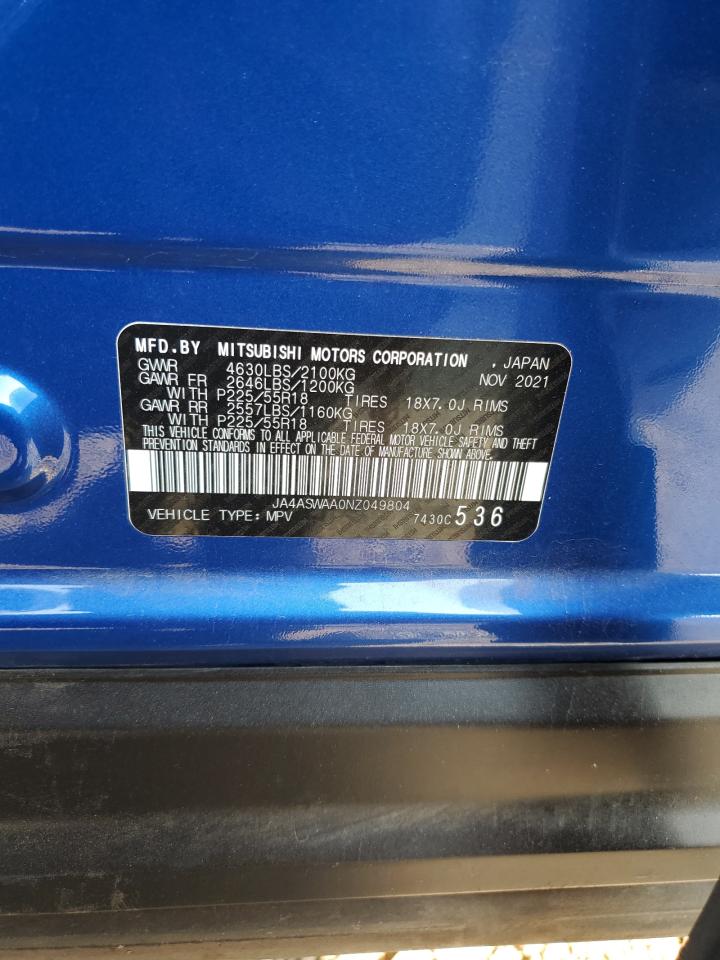 MFD.BY MITSUBISHI MOTORS CORPORATION , JAPAN
GVWR 4630LBS/2100KG NOV 2021
GAWR FR 2646LBS/1200KG
WITH P225/55R18 TIRES 18X7.0J RIMS
GAWR RR 2557LBS/1160KG
WITH P225/55R18 TIRES 18X7.0J RIMS
THIS VEHICLE CONFORMS TO ALL APPLICABLE FEDERAL MOTOR VEHICLE SAFETY AND THEFT
PREVENTION STANDARDS IN EFFECT ON THE DATE OF MANUFACTURE SHOWN ABOVE.
JA4ASWAA0NZ049804
VEHICLE TYPE:MPV 7430C 536